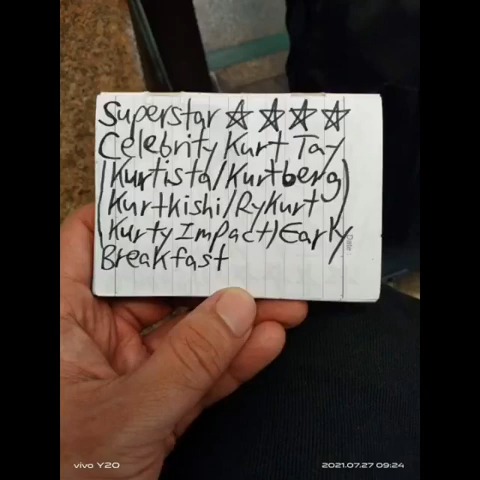 Superstar ☆ ☆ ☆ ☆
Celebrity Kurt Tay
(Kurtista/Kurtberg)
(Kurtkishi/RyKurt)
(Kurty Impact) Early
Breakfast
Date
vivo Y20
2021.07.27 09:24